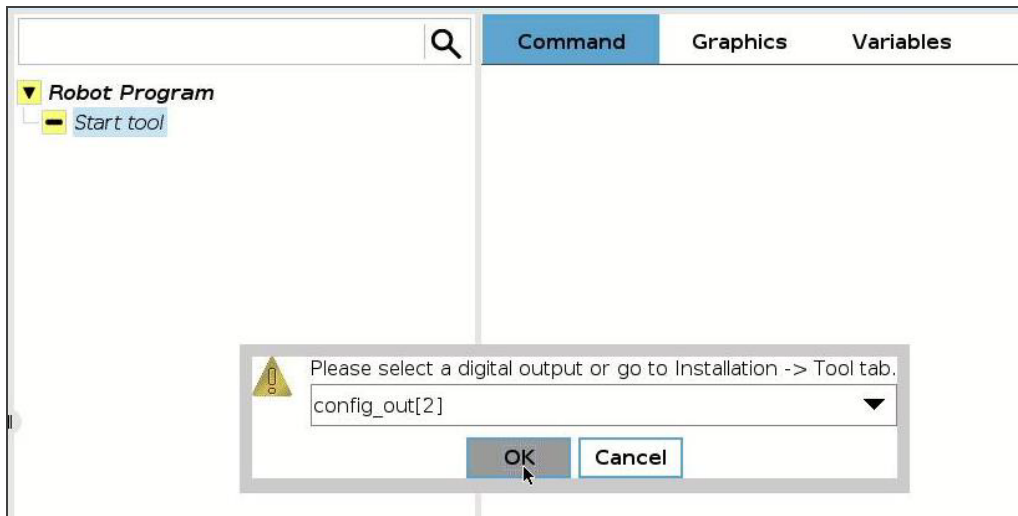 Command Graphics Variables
Robot Program
Start tool
Please select a digital output or go to Installation -> Tool tab.
config_out[2]
OK Cancel